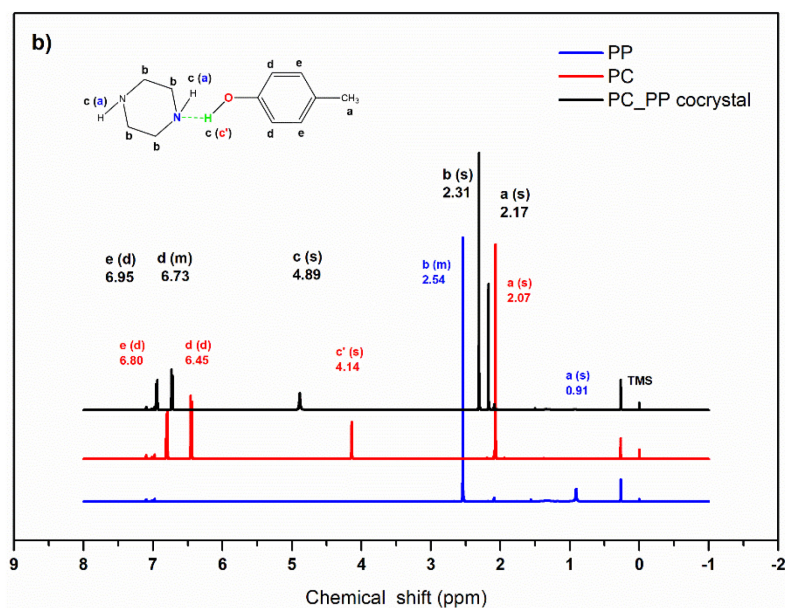 b)
PP
PC
PC_PP cocrystal
c (a)
b
b
d
e
H
N
O
CH₃
c (a)
N
H
H
a
c (c')
b
b
d
e
b (s)
2.31
a (s)
2.17
e (d)
6.95
d (m)
6.73
c (s)
4.89
b (m)
2.54
a (s)
2.07
e (d)
6.80
d (d)
6.45
c' (s)
4.14
a (s)
0.91
TMS
9 8 7 6 5 4 3 2 1 0 -1 -2
Chemical shift (ppm)